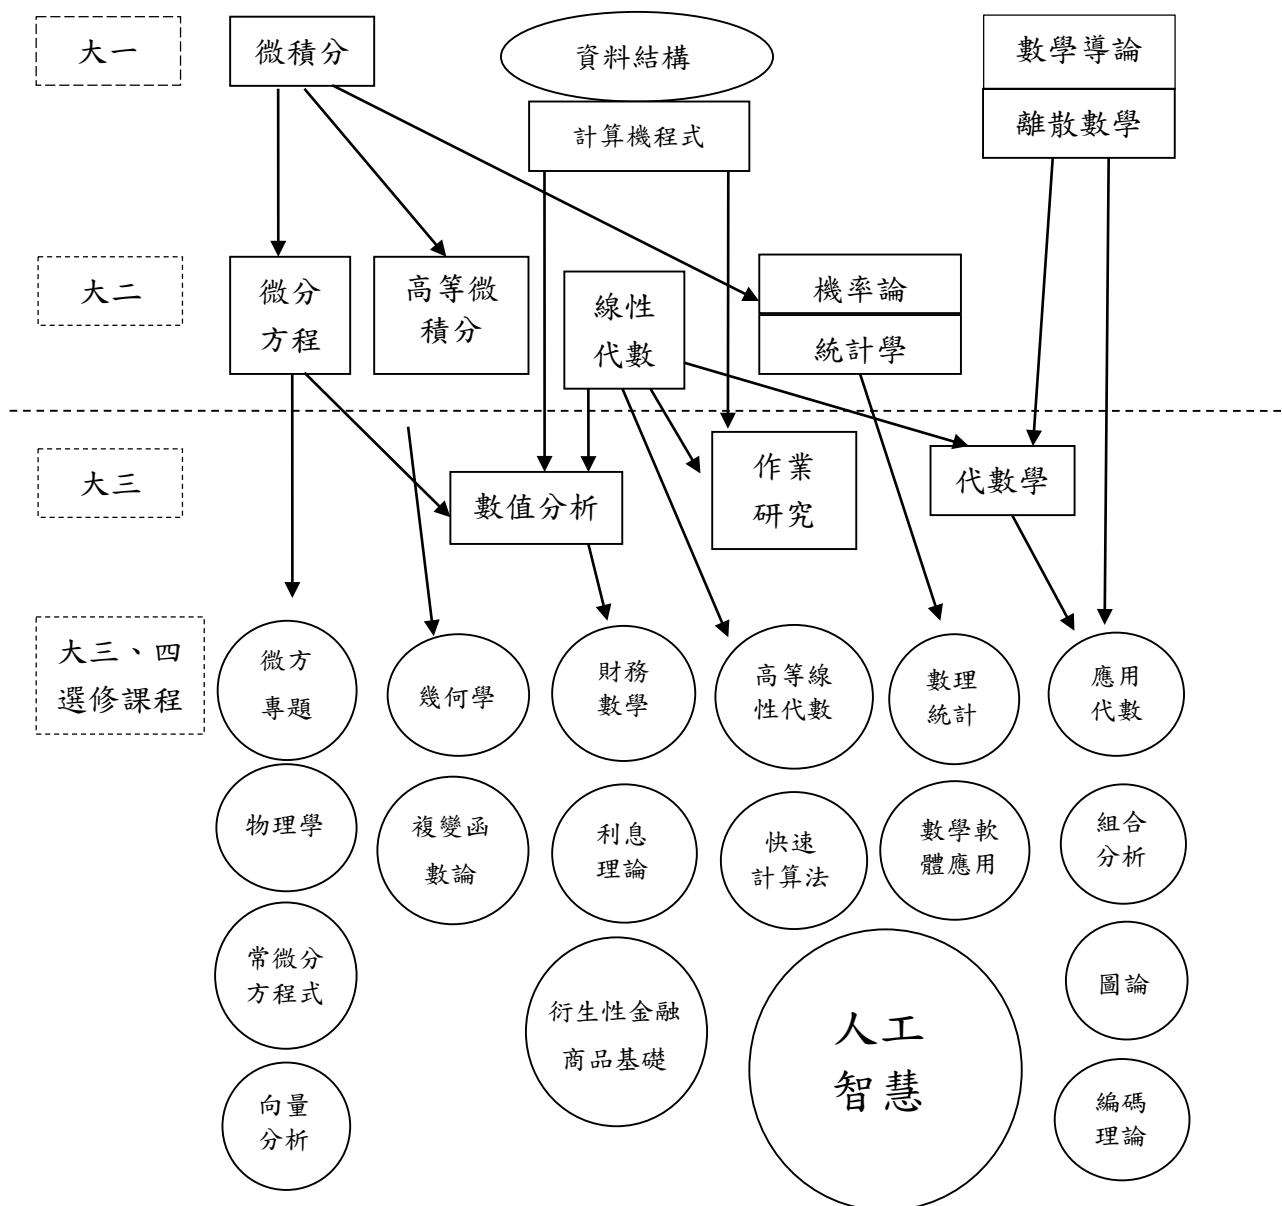 大一
微積分
資料結構
計算機程式
數學導論
離散數學
大二
微分
方程
高等微
積分
線性
代數
機率論
統計學
大三
數值分析
作業
研究
代數學
大三、四
選修課程
微方
專題
幾何學
財務
數學
高等線
性代數
數理
統計
應用
代數
物理學
複變函
數論
利息
理論
快速
計算法
數學軟
體應用
組合
分析
常微分
方程式
衍生性金融
商品基礎
人工
智慧
圖論
向量
分析
編碼
理論